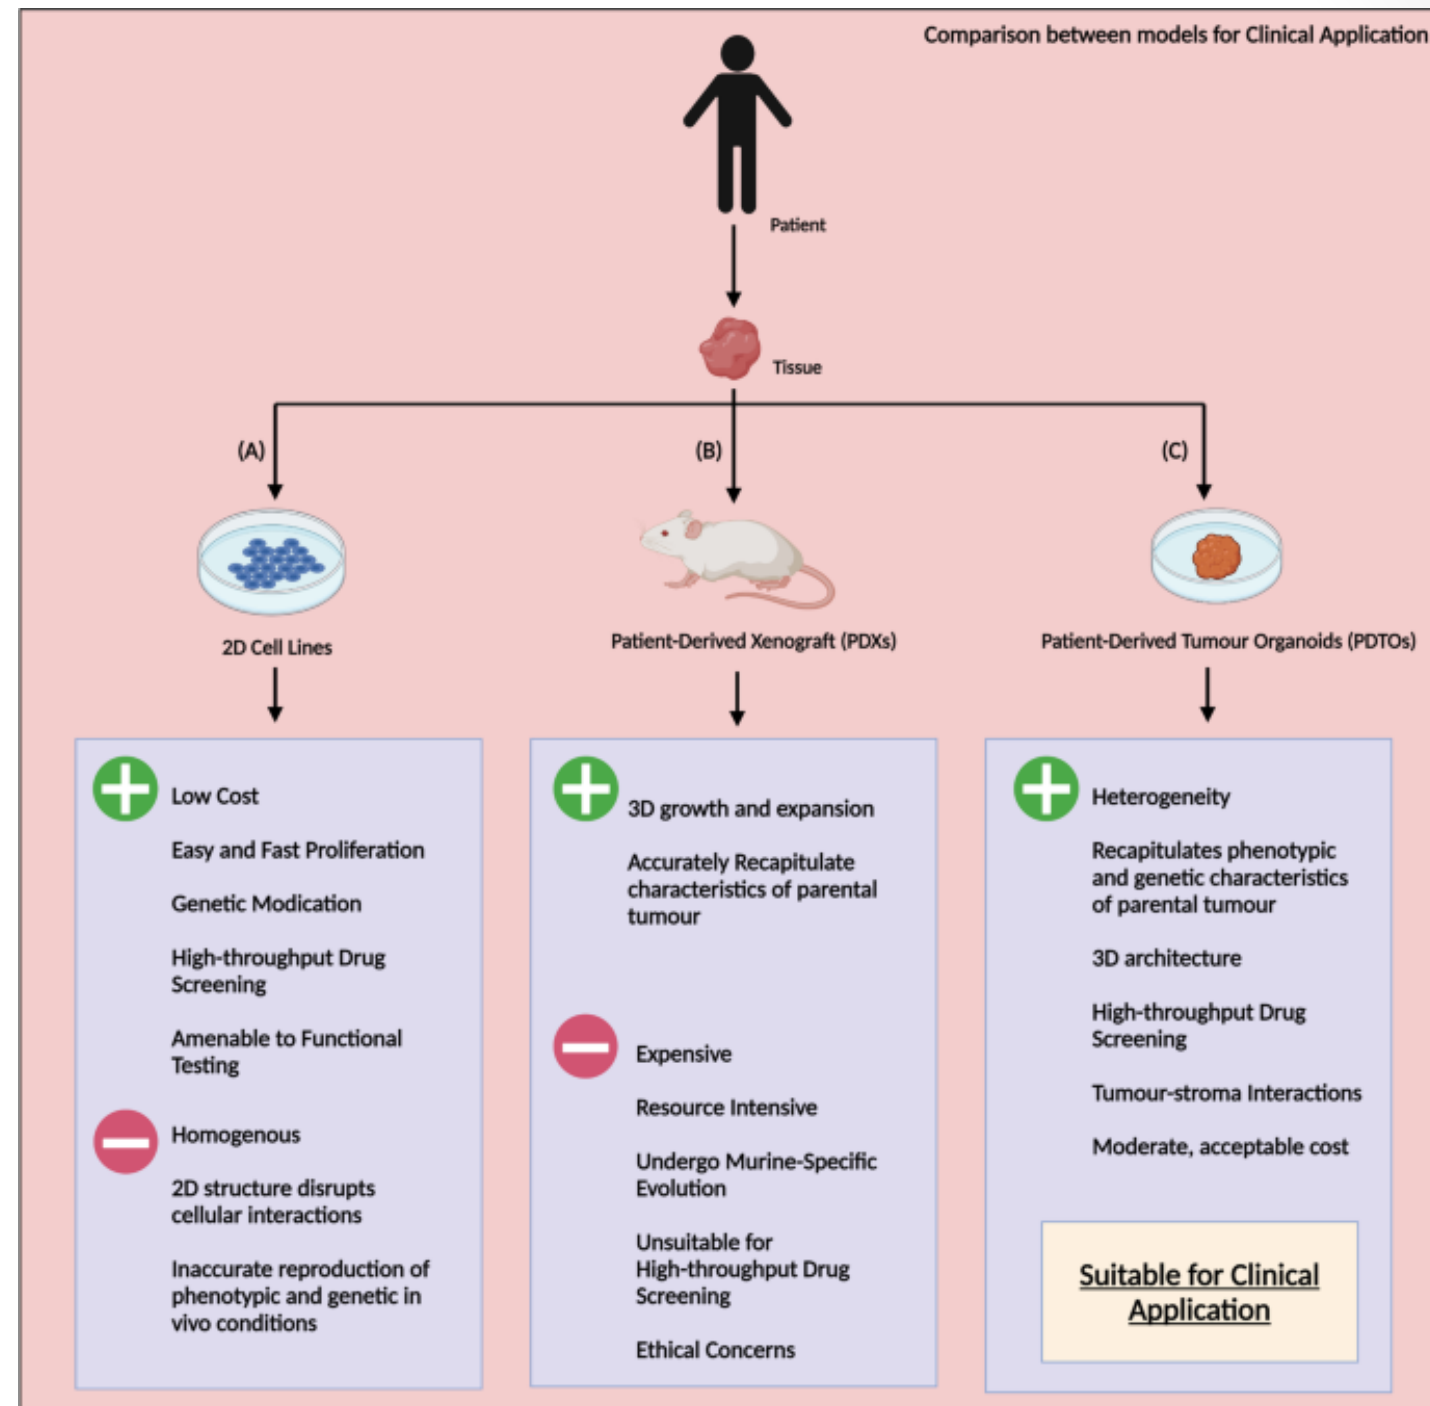 Comparison between models for Clinical Application
Patient
Tissue
(A)
(B)
(C)
2D Cell Lines
Patient-Derived Xenograft (PDXs)
Patient-Derived Tumour Organoids (PDTOs)
Low Cost
Easy and Fast Proliferation
Genetic Modication
High-throughput Drug
Screening
Amenable to Functional
Testing
Homogenous
2D structure disrupts
cellular interactions
Inaccurate reproduction of
phenotypic and genetic in
vivo conditions
3D growth and expansion
Accurately Recapitulate
characteristics of parental
tumour
Expensive
Resource Intensive
Undergo Murine-Specific
Evolution
Unsuitable for
High-throughput Drug
Screening
Ethical Concerns
Heterogeneity
Recapitulates phenotypic
and genetic characteristics
of parental tumour
3D architecture
High-throughput Drug
Screening
Tumour-stroma Interactions
Moderate, acceptable cost
Suitable for Clinical
Application